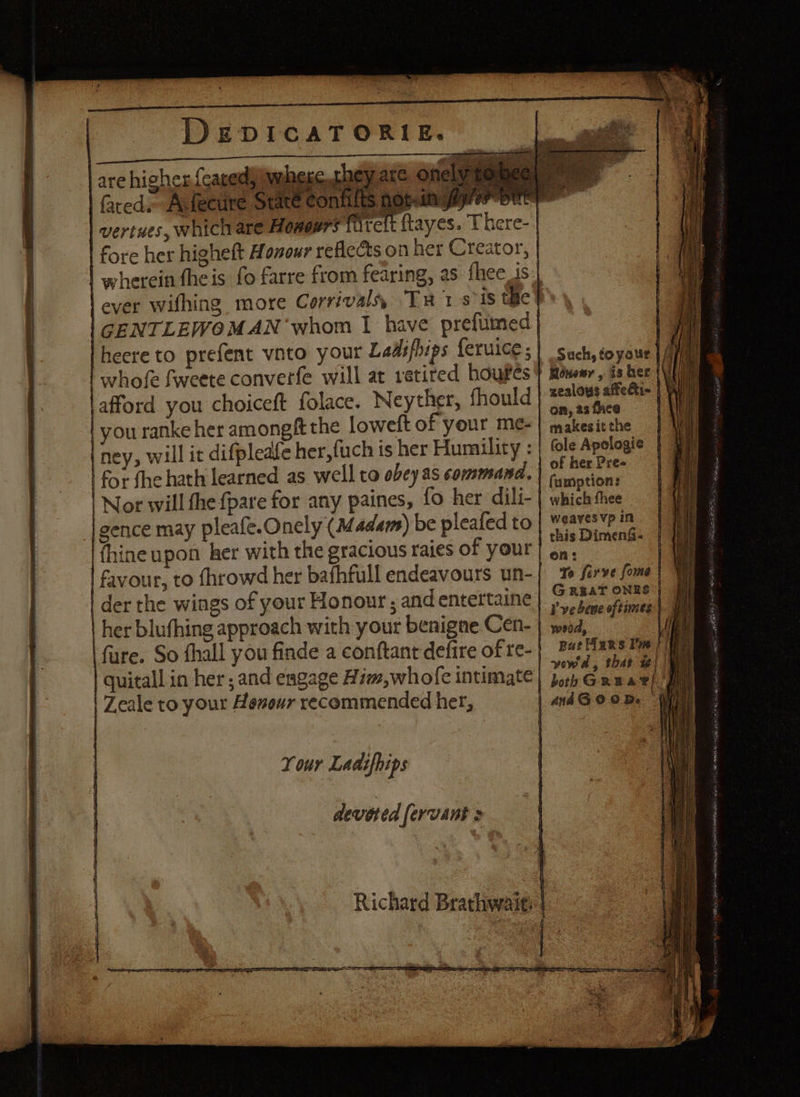 DEDICATORIE.
are higher ſeated, where they are onely to bee
ſared. A ſecure State conſiſts not in ſtyles but
vertues, which are Honours ſureſt ſtayes. There-
fore her higheſt Honour reflects on her Creator,
wherein ſhe is ſo farre from fearing, as ſhee is
ever wiſhing more Corrivals, THIS is the
GENTLEWOMAN whom I have preſumed
heere to preſent vnto your Ladiſhips ſeruice;
whoſe ſweete converſe will at retired houres
afford you choiceſt ſolace. Neyther, ſhould
you ranke her amongſt the loweſt of your me-
ney, will it diſpleaſe her, ſuch is her Humility:
for ſhe hath learned as well to obey as command.
Nor will ſhe ſpare for any paines, ſo her dili-
gence may pleaſe. Onely (Madam) be pleaſed to
ſhine upon her with the gracious raies of your
favour, to ſhrowd her baſhfull endeavours un-
der the wings of your Honour; and entertaine
her bluſhing approach with your benigne Cen-
ſure. So ſhall you finde a conſtant deſire of re-
quitall in her; and engage Him, whoſe intimate
Zeale to your Honour recommended her,
Such, to your
Honour, is her
zealous affecti-
on, as ſhee
makes it the
ſole Apologie
of her Pre-
ſumption:
which ſhee
weaves vp in
this Dimenſi-
on:
To ſerve ſome
GREAT ONES
I've beene oftimes
wood,
But HERS I'm
vow'd, that is
both GREAT
and GOOD.
Your Ladiſhips
devoted ſervant
Richard Brathwait.